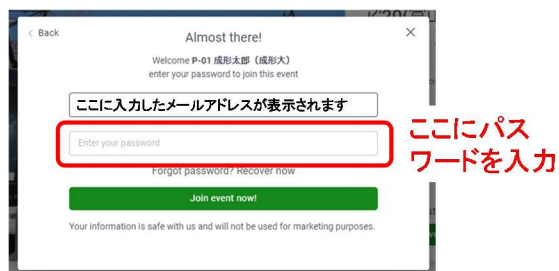 Back
Almost there!
Welcome P-01 成形太郎（成形大）
enter your password to join this event
ここに入力したメールアドレスが表示されます
Enter your password
ここにパス
ワードを入力
Forgot password? Recover now
Join event now!
Your information is safe with us and will not be used for marketing purposes.